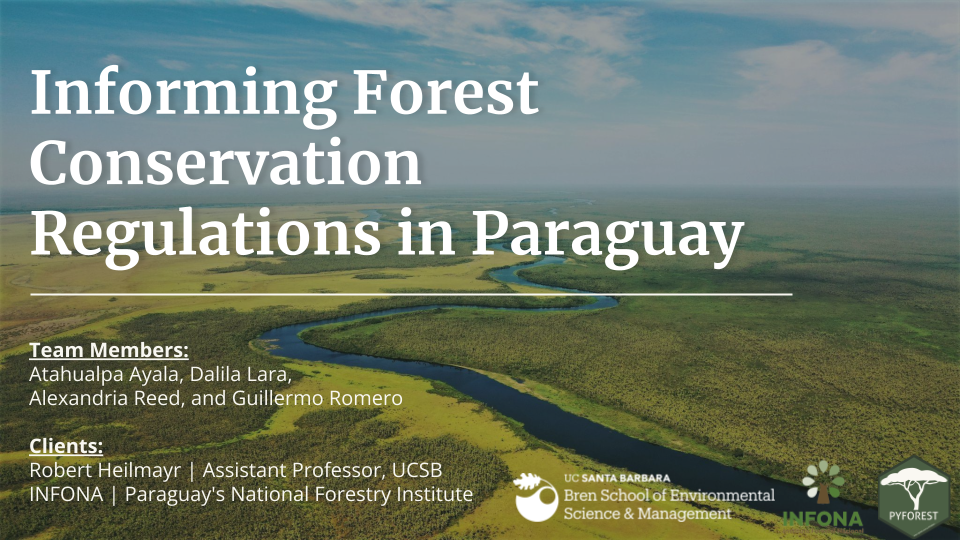 Informing Forest
Conservation
Regulations in Paraguay
Team Members:
Atahualpa Ayala, Dalila Lara,
Alexandria Reed, and Guillermo Romero
Clients:
Robert Heilmayr | Assistant Professor, UCSB
INFONA | Paraguay's National Forestry Institute
UC SANTA BARBARA
Bren School of Environmental
Science & Management
INFONA
PYFOREST